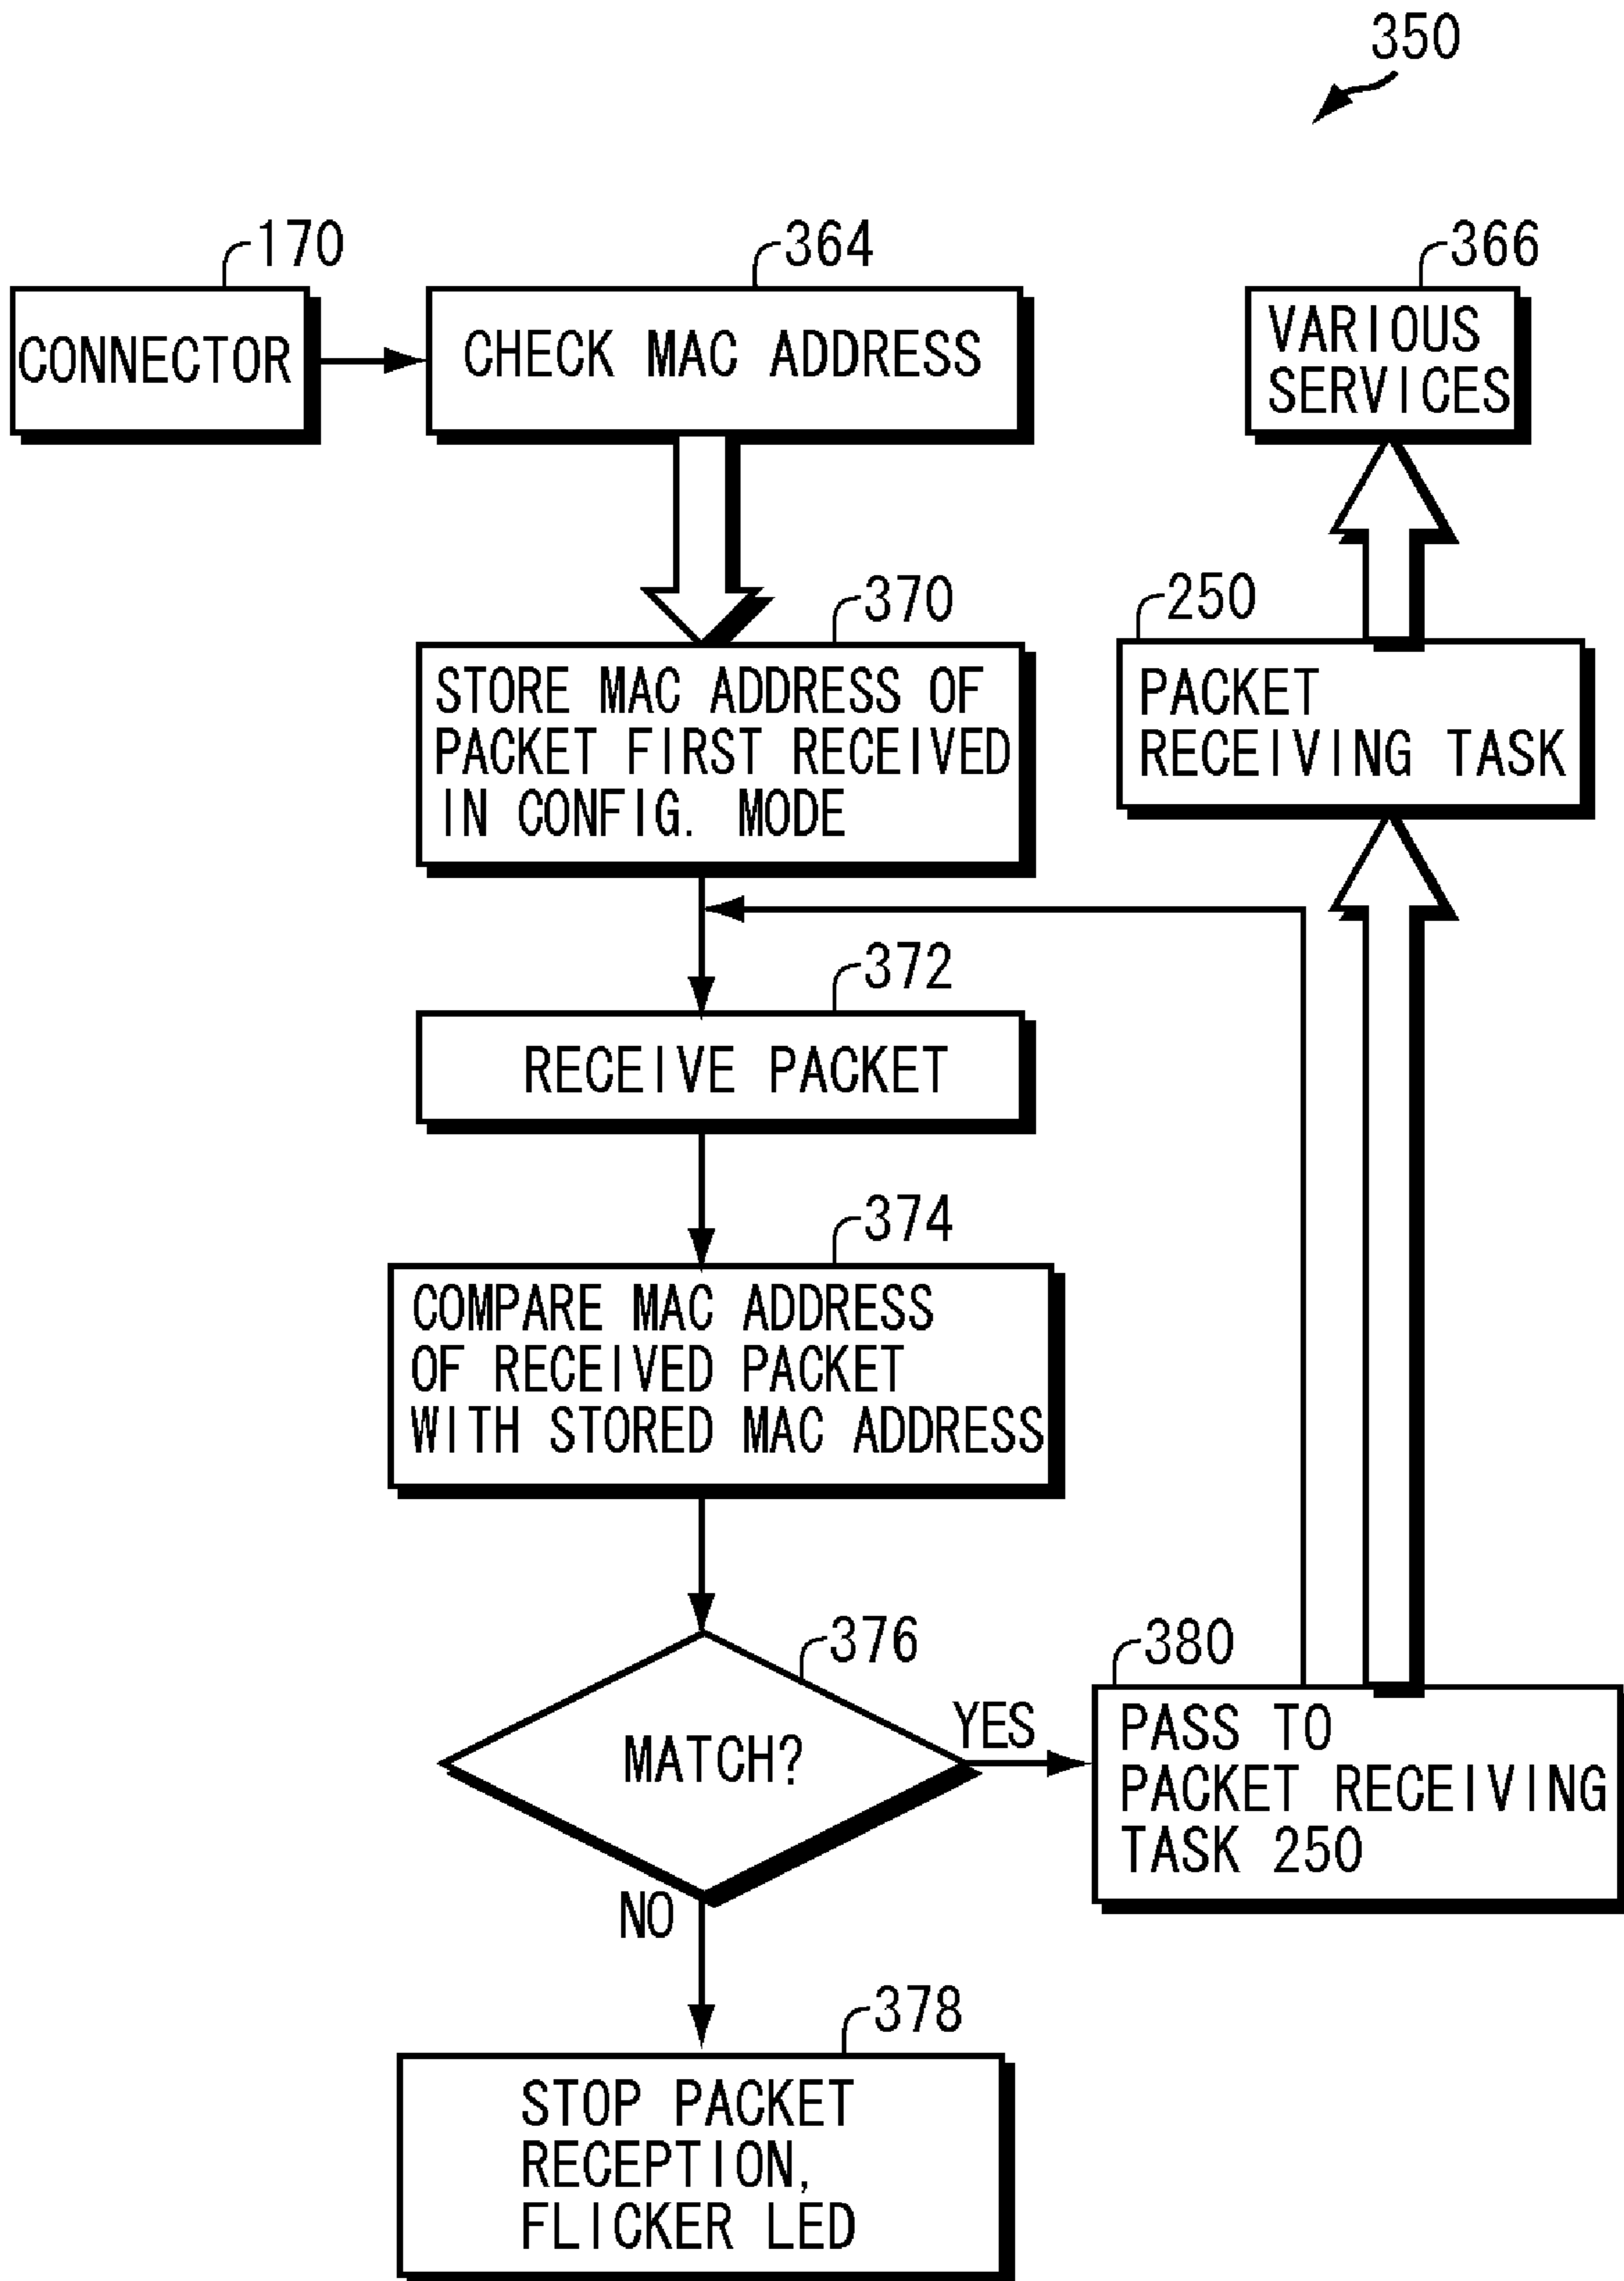 350
170
364
366
CONNECTOR
CHECK MAC ADDRESS
VARIOUS
SERVICES
370
250
STORE MAC ADDRESS OF
PACKET FIRST RECEIVED
IN CONFIG. MODE
PACKET
RECEIVING TASK
372
RECEIVE PACKET
374
COMPARE MAC ADDRESS
OF RECEIVED PACKET
WITH STORED MAC ADDRESS
376
MATCH?
YES
NO
380
PASS TO
PACKET RECEIVING
TASK 250
378
STOP PACKET
RECEPTION,
FLICKER LED